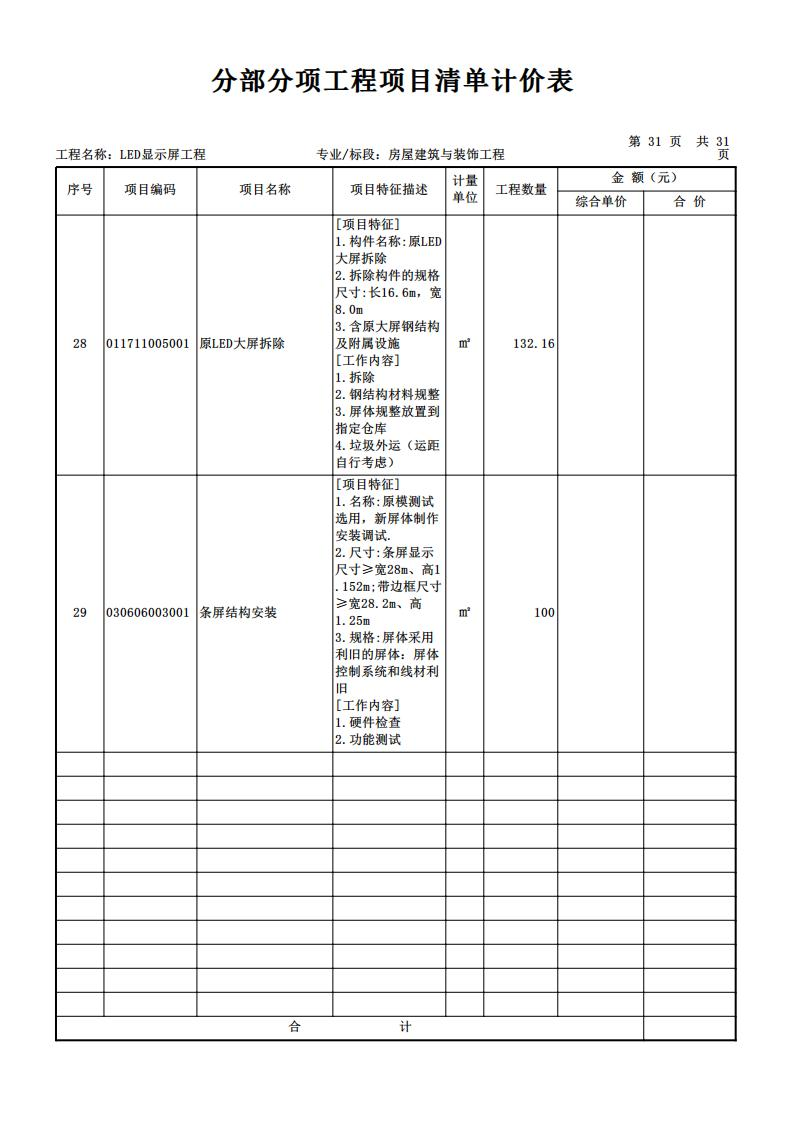 分部分项工程项目清单计价表
第 31 页 共 31
页
工程名称：LED显示屏工程 专业/标段：房屋建筑与装饰工程
序号 项目编码 项目名称 项目特征描述 计量单位 工程数量 金 额（元）
综合单价 合 价
[项目特征]
1.构件名称:原LED
大屏拆除
2.拆除构件的规格
尺寸:长16.6m，宽
8.0m
3.含原大屏钢结构
28 011711005001 原LED大屏拆除 及附属设施 ㎡ 132.16
[工作内容]
1.拆除
2.钢结构材料规整
3.屏体规整放置到
指定仓库
4.垃圾外运（运距
自行考虑）
[项目特征]
1.名称:原模测试
选用，新屏体制作
安装调试.
2.尺寸:条屏显示
尺寸≥宽28m、高1
.152m;带边框尺寸
≥宽28.2m、高
29 030606003001 条屏结构安装 1.25m ㎡ 100
3.规格:屏体采用
利旧的屏体：屏体
控制系统和线材利
旧
[工作内容]
1.硬件检查
2.功能测试
合 计